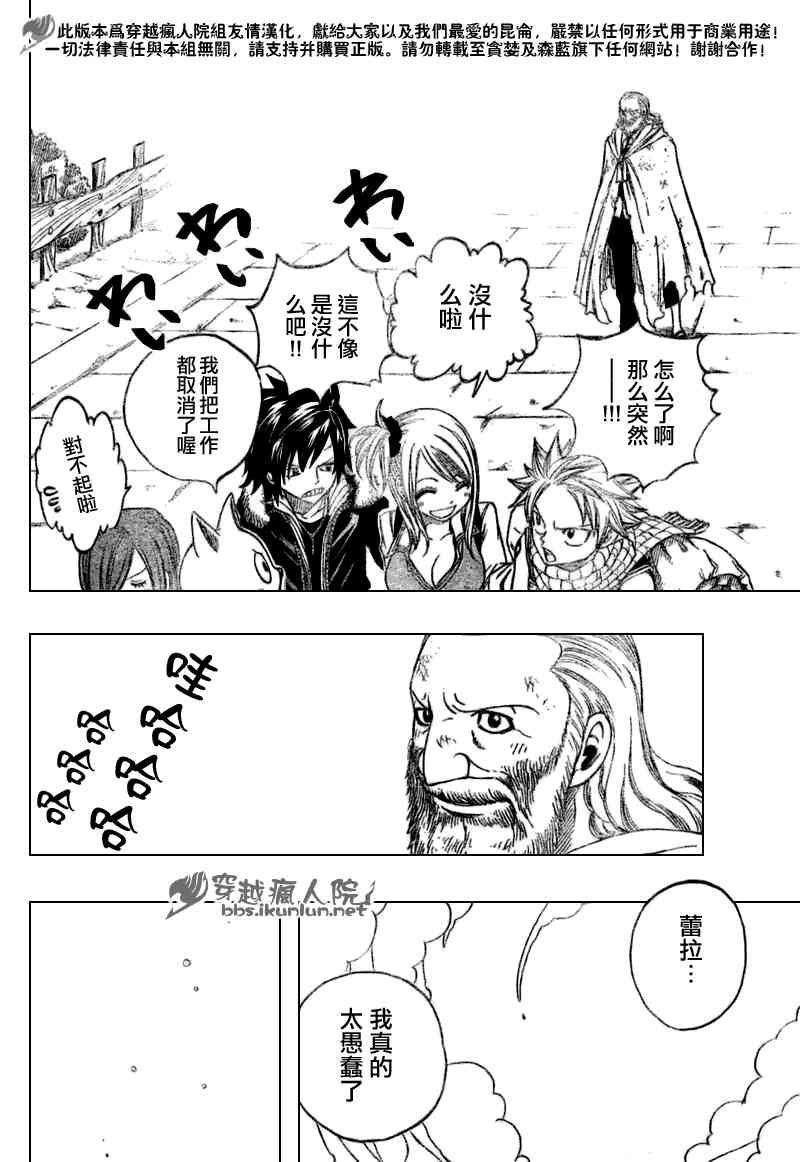 此版本爲穿越瘋人院組友情漢化，獻給大家以及我們最愛的昆侖，嚴禁以任何形式用于商業用途！
一切法律責任與本組無關，請支持并購買正版。請勿轉載至貪婪及森藍旗下任何網站！謝謝合作！
怎么了啊
那么突然
——!!!
沒什
么啦
這不像
是沒什
么吧!!
我們把工作
都取消了喔
對不起啦
わい
わい
わい
咩
咯
咯
咯
咯
咯
咯
穿越瘋人院
bbs.ikunlun.net
蕾拉…
我真的
太愚蠢了